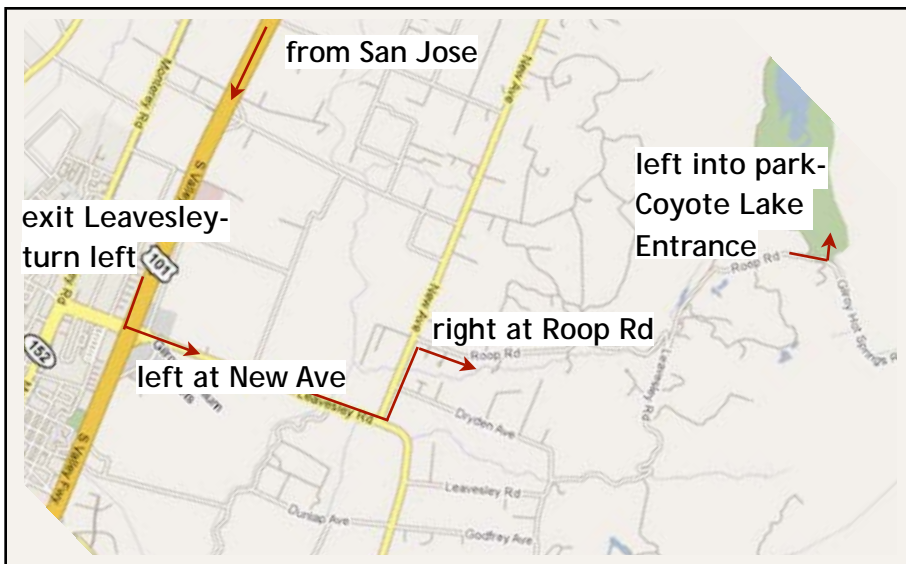 from San Jose
New Ave
Monterey Rd
S Valley
left into park-
Coyote Lake
Entrance
exit Leavesley-
turn left
101
Roop Rd
Gilroy Hot Springs
New Ave
152
right at Roop Rd
Roop Rd
left at New Ave
Leavesley Rd
Leavesley Rd
Dryden Ave
S Valley Fwy
Leavesley Rd
Dunlap Ave
Godfrey Ave